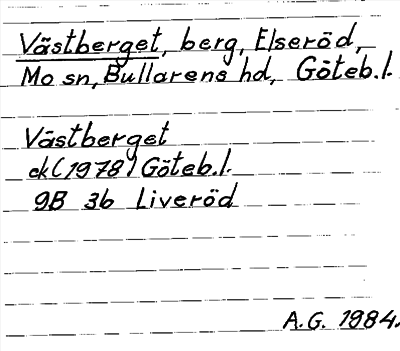 Västberget, berg, Elseröd,
Mo sn, Bullarens hd, Göteb.l.
Västberget
ek (1978) Göteb.l.
9B 3b Liveröd
A.G. 1984.